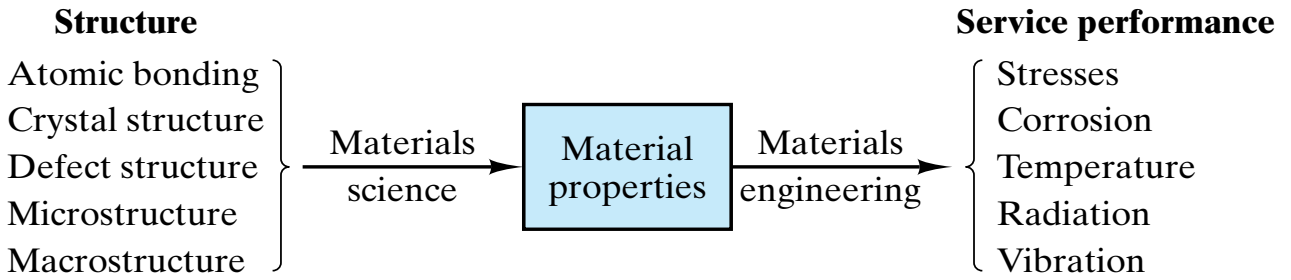 Structure
Atomic bonding
Crystal structure
Defect structure
Microstructure
Macrostructure
Materials
science
Material
properties
Materials
engineering
Service performance
Stresses
Corrosion
Temperature
Radiation
Vibration